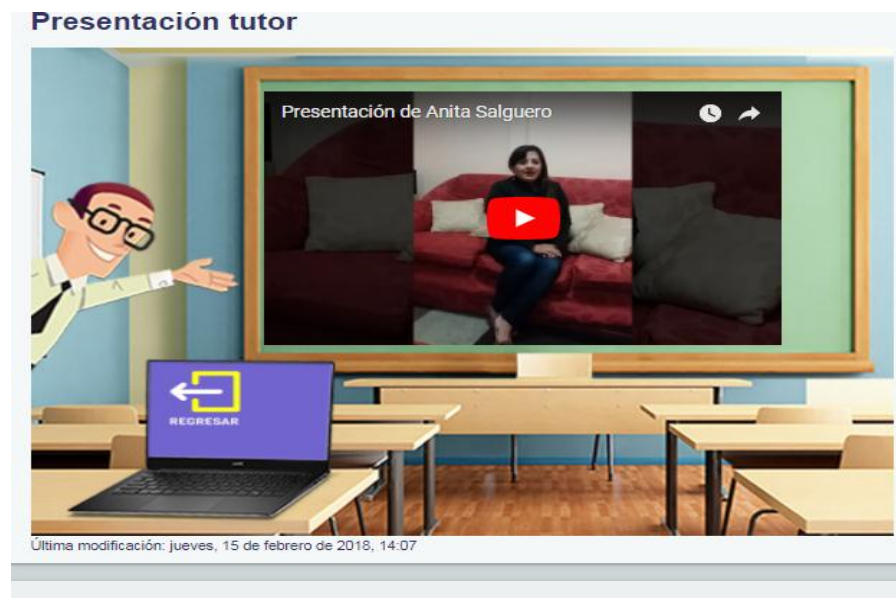 Presentación tutor
Presentación de Anita Salguero
REGRESAR
Última modificación: jueves, 15 de febrero de 2018, 14:07